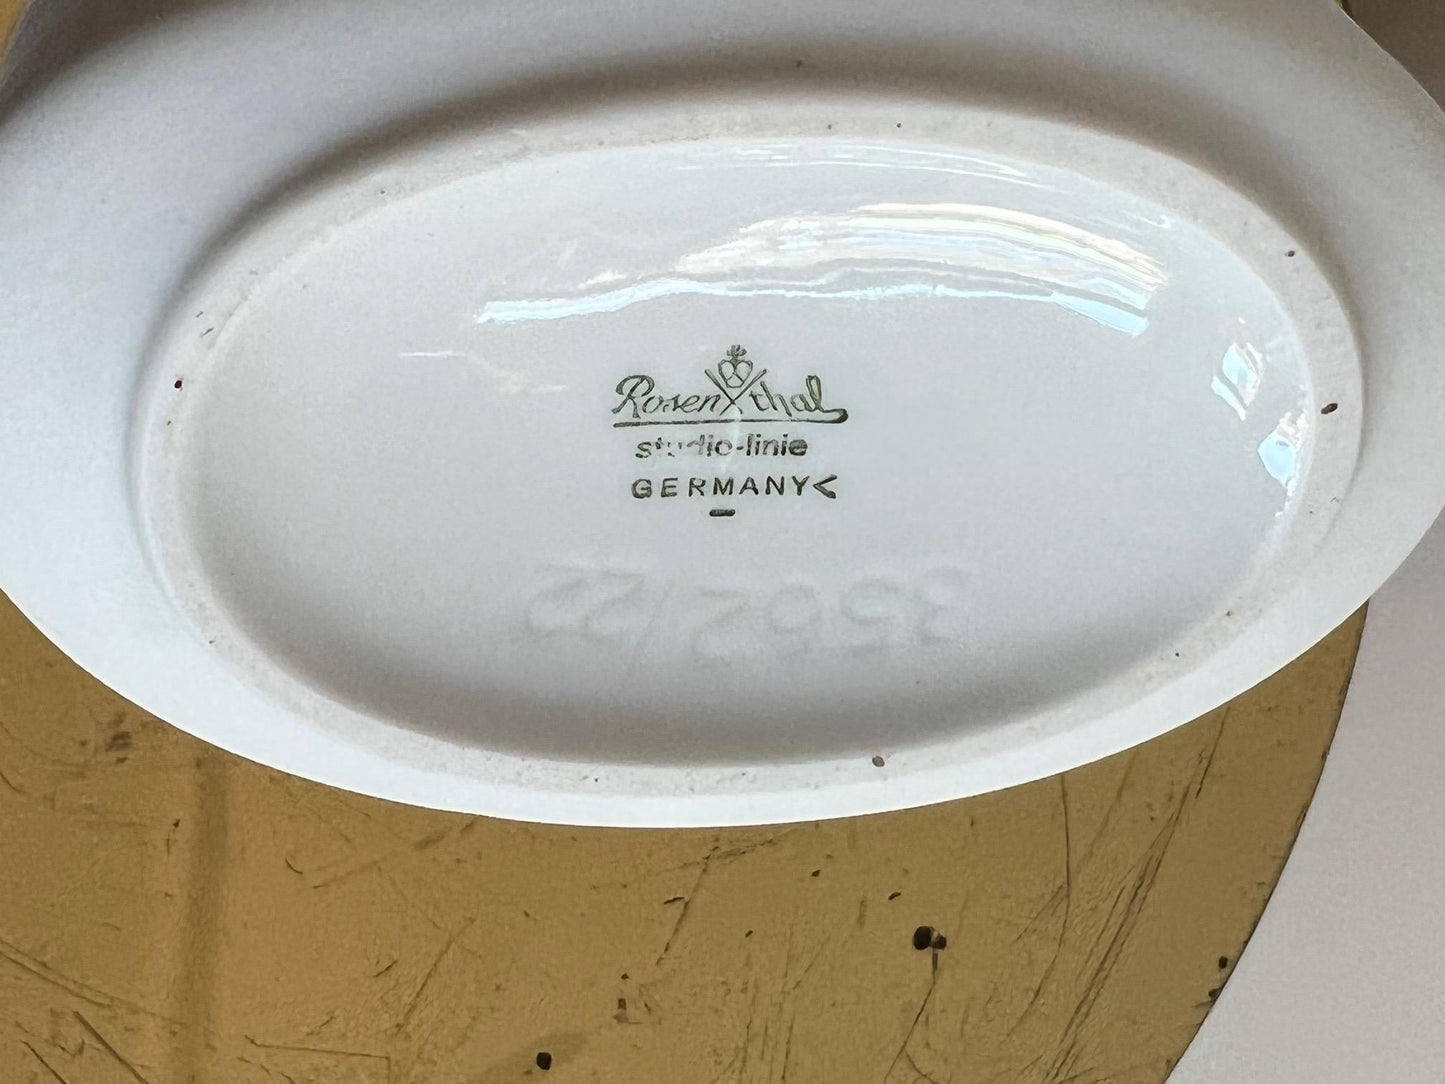 Rosenthal
studio-linie
GERMANY<